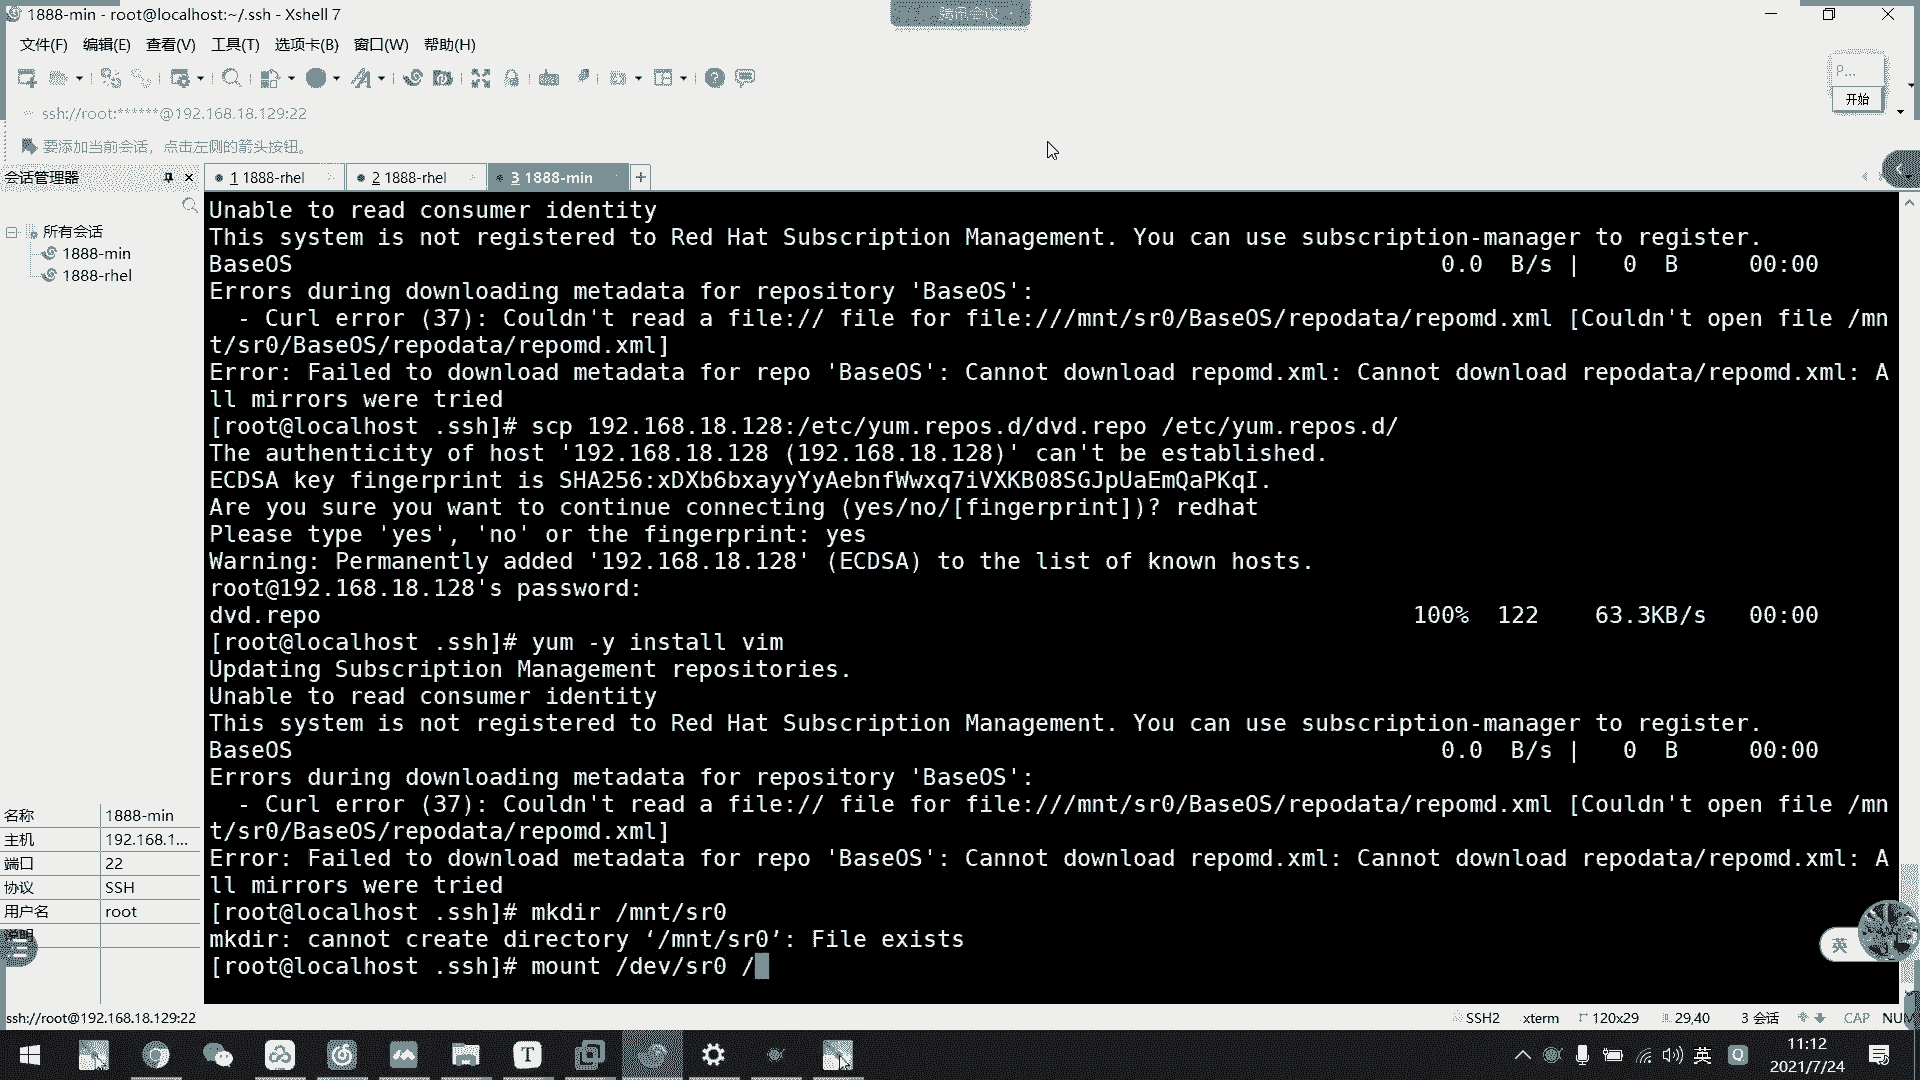 1888-min - root@localhost:~/.ssh - Xshell 7
腾讯会议
文件(F) 编辑(E) 查看(V) 工具(T) 选项卡(B) 窗口(W) 帮助(H)
P...
开始
ssh://root:******@192.168.18.129:22
要添加当前会话，点击左侧的箭头按钮。
会话管理器
1 1888-rhel
2 1888-rhel
3 1888-min
所有会话
1888-min
1888-rhel
Unable to read consumer identity
This system is not registered to Red Hat Subscription Management. You can use subscription-manager to register.
BaseOS 0.0 B/s | 0 B 00:00
Errors during downloading metadata for repository 'BaseOS':
- Curl error (37): Couldn't read a file:// file for file:///mnt/sr0/BaseOS/repodata/repomd.xml [Couldn't open file /mn
t/sr0/BaseOS/repodata/repomd.xml]
Error: Failed to download metadata for repo 'BaseOS': Cannot download repomd.xml: Cannot download repodata/repomd.xml: A
ll mirrors were tried
[root@localhost .ssh]# scp 192.168.18.128:/etc/yum.repos.d/dvd.repo /etc/yum.repos.d/
The authenticity of host '192.168.18.128 (192.168.18.128)' can't be established.
ECDSA key fingerprint is SHA256:xDXb6bxayyYyAebnfWwxq7iVXKB08SGJpUaEmQaPKqI.
Are you sure you want to continue connecting (yes/no/[fingerprint])? redhat
Please type 'yes', 'no' or the fingerprint: yes
Warning: Permanently added '192.168.18.128' (ECDSA) to the list of known hosts.
root@192.168.18.128's password:
dvd.repo 100% 122 63.3KB/s 00:00
[root@localhost .ssh]# yum -y install vim
Updating Subscription Management repositories.
Unable to read consumer identity
This system is not registered to Red Hat Subscription Management. You can use subscription-manager to register.
BaseOS 0.0 B/s | 0 B 00:00
Errors during downloading metadata for repository 'BaseOS':
- Curl error (37): Couldn't read a file:// file for file:///mnt/sr0/BaseOS/repodata/repomd.xml [Couldn't open file /mn
t/sr0/BaseOS/repodata/repomd.xml]
Error: Failed to download metadata for repo 'BaseOS': Cannot download repomd.xml: Cannot download repodata/repomd.xml: A
ll mirrors were tried
[root@localhost .ssh]# mkdir /mnt/sr0
mkdir: cannot create directory ‘/mnt/sr0’: File exists
[root@localhost .ssh]# mount /dev/sr0 /
名称 1888-min
主机 192.168.1...
端口 22
协议 SSH
用户名 root
说明
英
ssh://root@192.168.18.129:22
SSH2 xterm 120x29 29,40 3 会话 CAP NUM
英
11:12
2021/7/24